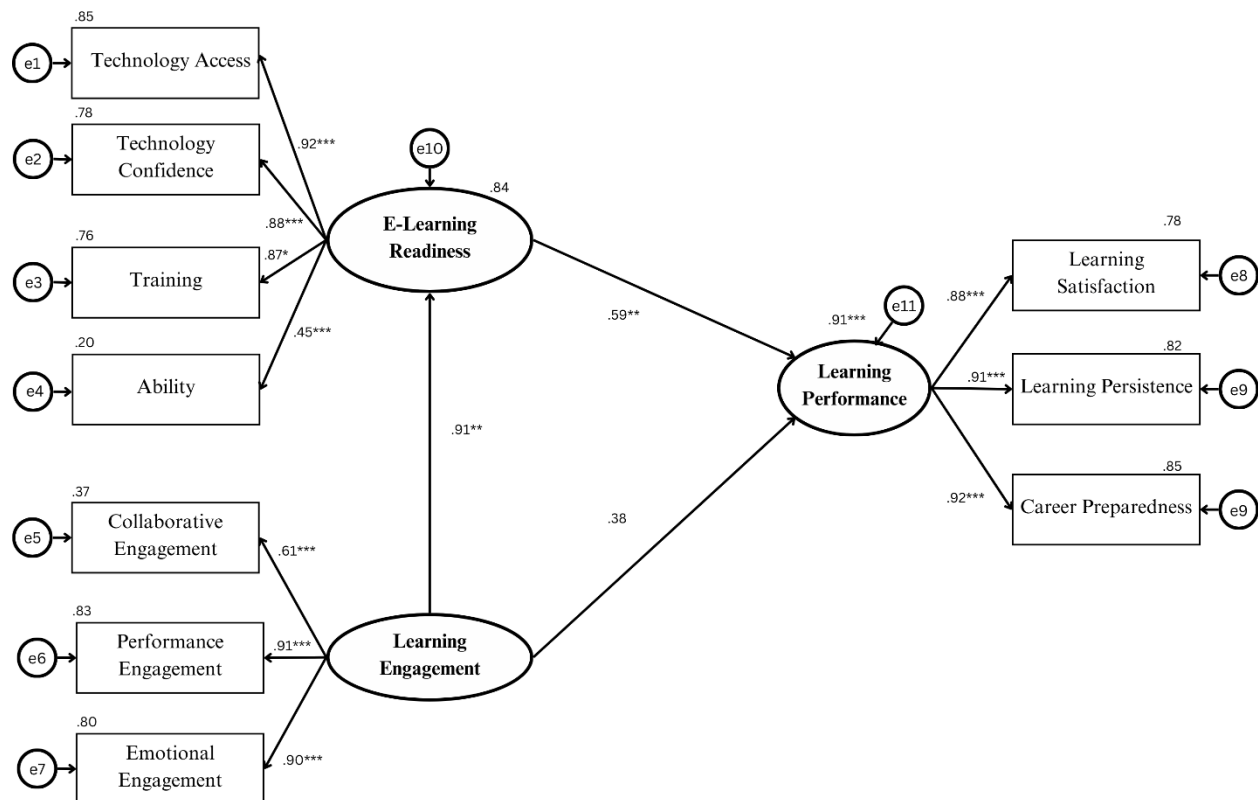 .85
e1
Technology Access
.78
e2
Technology
Confidence
.92***
.88***
.76
e3
Training
.87*
.20
e4
Ability
.45***
e10
.84
E-Learning
Readiness
.59**
.91**
.38
.37
e5
Collaborative
Engagement
.61***
.83
e6
Performance
Engagement
.91***
.80
e7
Emotional
Engagement
.90***
Learning
Engagement
.91***
e11
Learning
Performance
.78
Learning
Satisfaction
e8
.88***
.82
Learning Persistence
e9
.91***
.85
Career Preparedness
e9
.92***